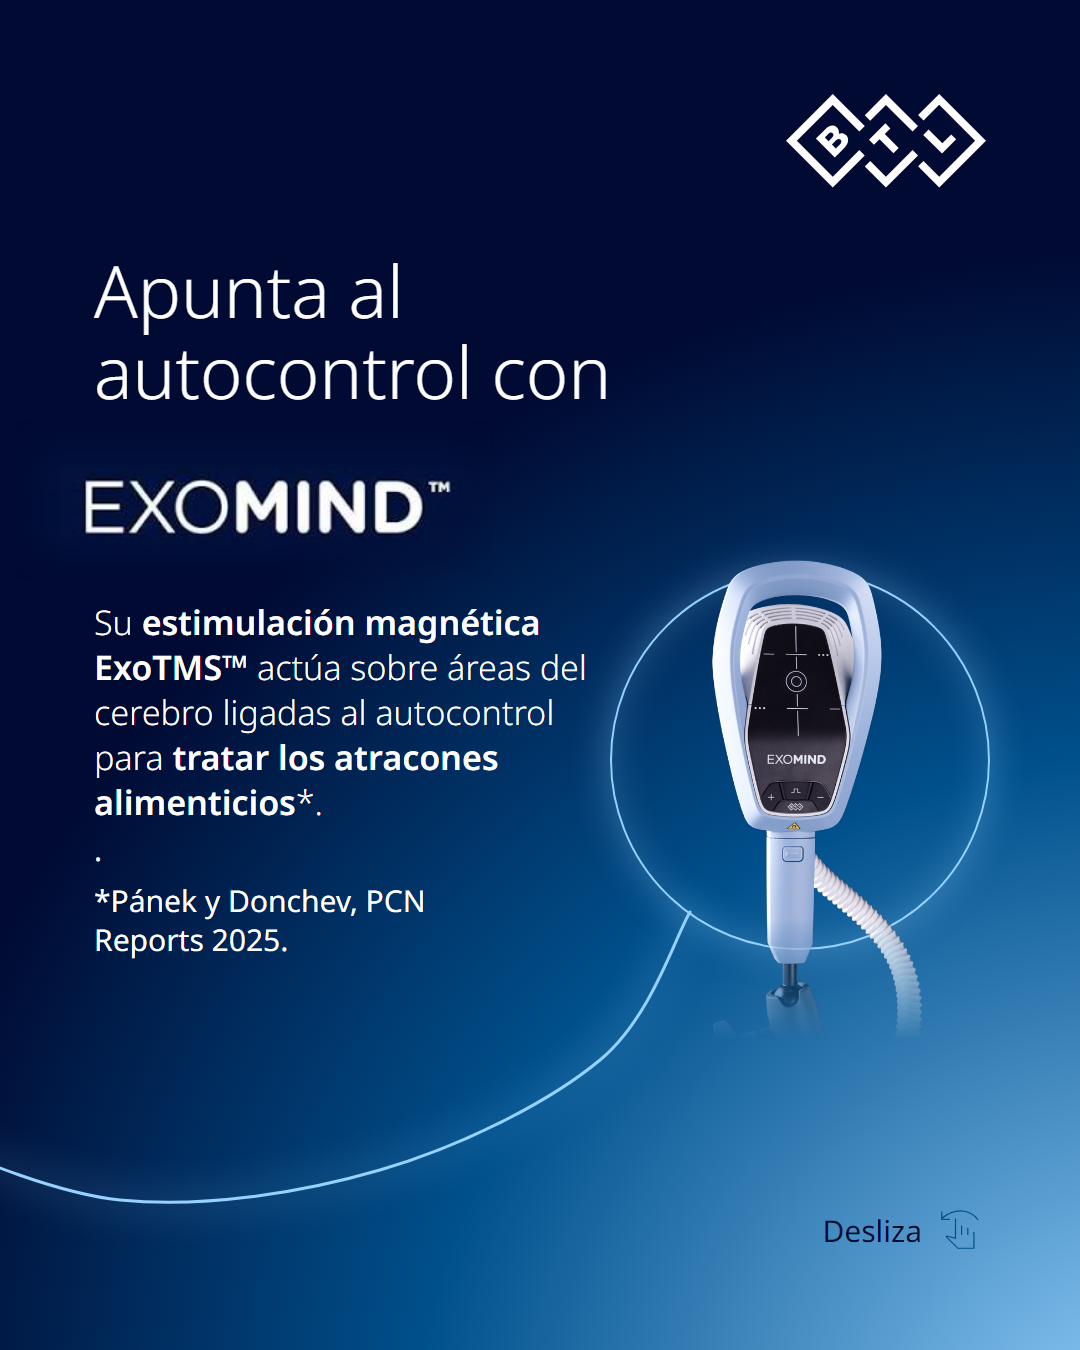 BTL
Apunta al
autocontrol con
EXOMIND™
Su estimulación magnética
ExoTMS™ actúa sobre áreas del
cerebro ligadas al autocontrol
para tratar los atracones
alimenticios*.
.
*Pánek y Donchev, PCN
Reports 2025.
EXOMIND
Desliza